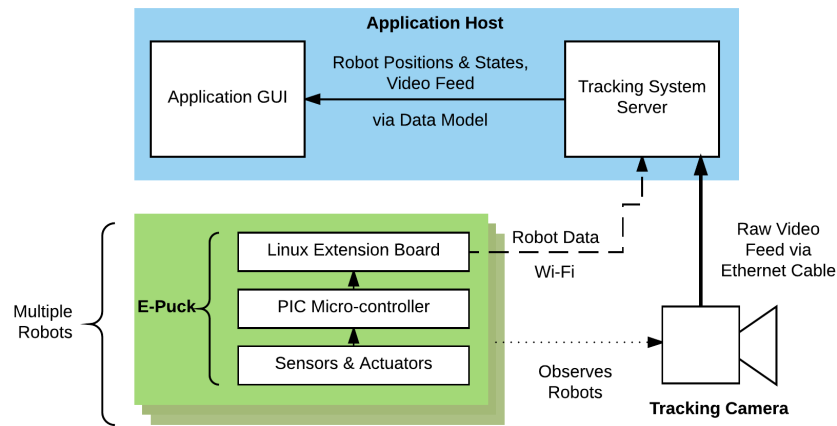 Application Host
Application GUI
Robot Positions & States,
Video Feed
via Data Model
Tracking System
Server
Multiple
Robots
E-Puck
Linux Extension Board
PIC Micro-controller
Sensors & Actuators
Robot Data
Wi-Fi
Observes
Robots
Raw Video
Feed via
Ethernet Cable
Tracking Camera